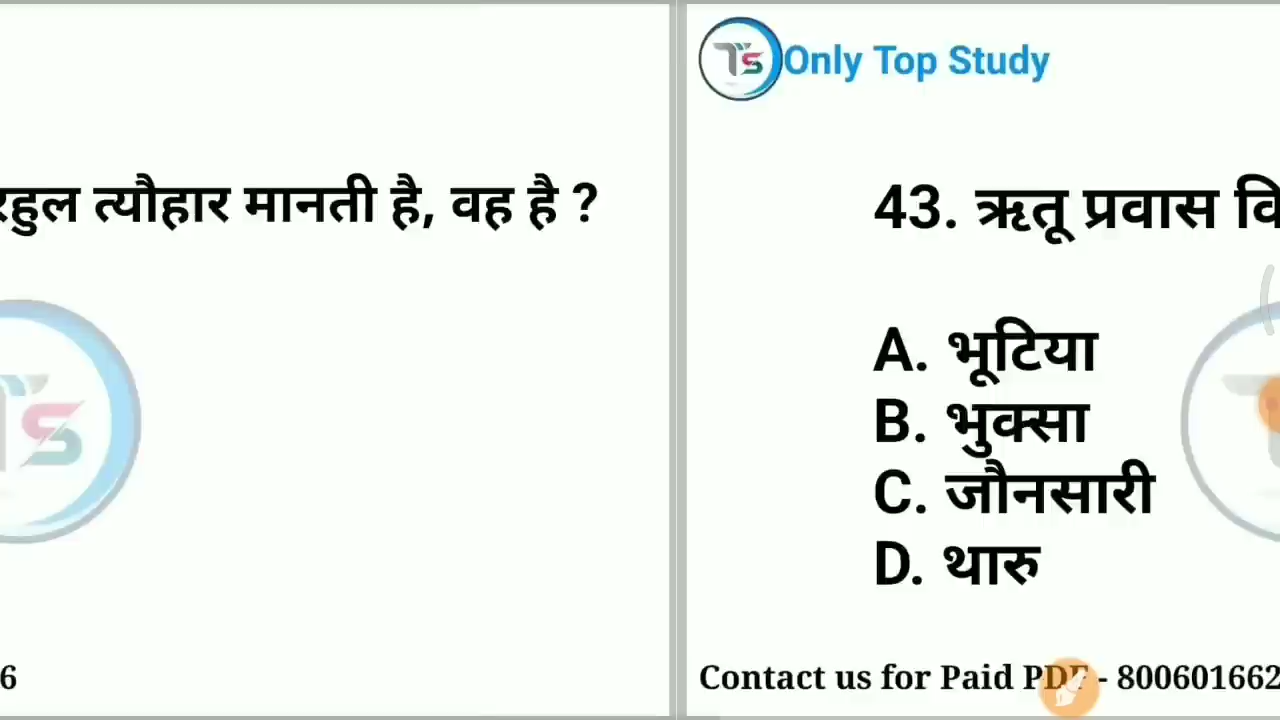 रहुल त्यौहार मानती है, वह है ?
6
Only Top Study
43. ऋतू प्रवास
A. भूटिया
B. भुक्सा
C. जौनसारी
D. थारु
Contact us for Paid PDF - 800601662